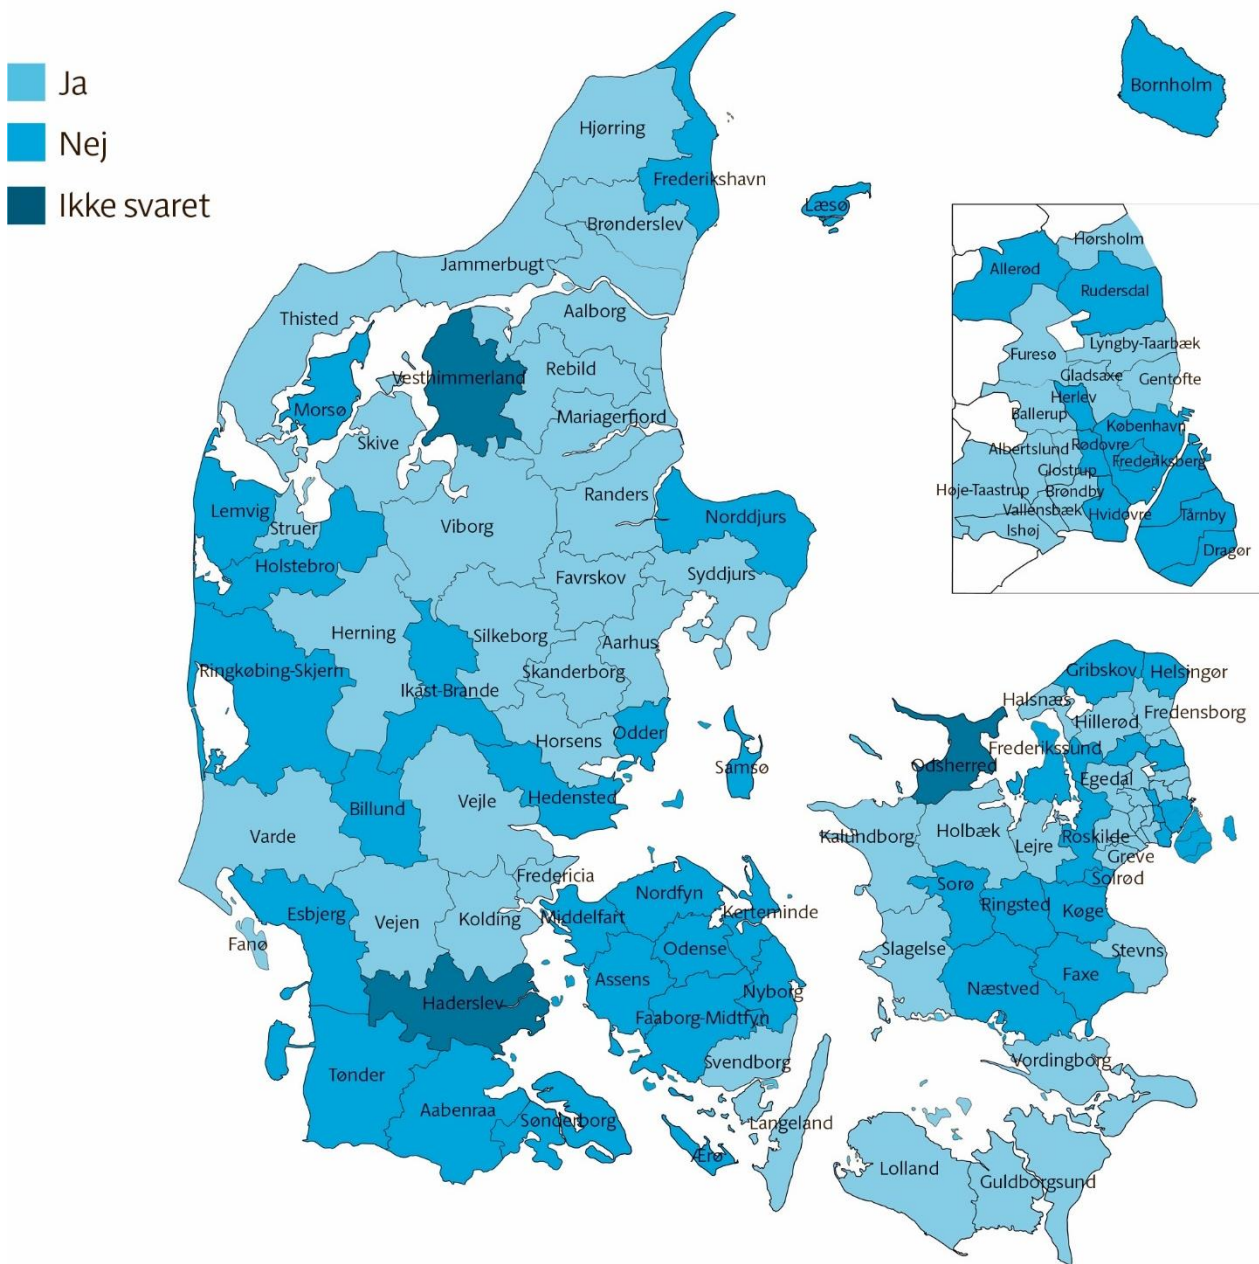 Ja
Nej
Ikke svaret
Bornholm
Hjørring
Frederikshavn
Læsø
Brønderslev
Jammerbugt
Aalborg
Thisted
Vesthimmerland
Rebild
Morsø
Mariagerfjord
Skive
Randers
Lemvig
Struer
Viborg
Norddjurs
Holstebro
Favrskov
Syddjurs
Herning
Silkeborg
Aarhus
Ringkøbing-Skjern
Ikast-Brande
Skanderborg
Horsens
Odder
Samsø
Billund
Vejle
Hedensted
Varde
Fredericia
Esbjerg
Vejen
Kolding
Fanø
Haderslev
Tønder
Aabenraa
Sønderborg
Middelfart
Nordfyn
Kerteminde
Odense
Assens
Nyborg
Faaborg-Midtfyn
Svendborg
Langeland
Ærø
Hørsholm
Allerød
Rudersdal
Furesø
Lyngby-Taarbæk
Gladsaxe
Gentofte
Herlev
Ballerup
København
Albertslund
Rødovre
Frederiksberg
Glostrup
Høje-Taastrup
Brøndby
Vallensbæk
Hvidovre
Tårnby
Ishøj
Dragør
Gribskov
Helsingør
Halsnæs
Hillerød
Fredensborg
Frederikssund
Odsherred
Egedal
Kalundborg
Holbæk
Lejre
Roskilde
Greve
Solrød
Sorø
Ringsted
Køge
Slagelse
Stevns
Næstved
Faxe
Vordingborg
Lolland
Guldborgsund